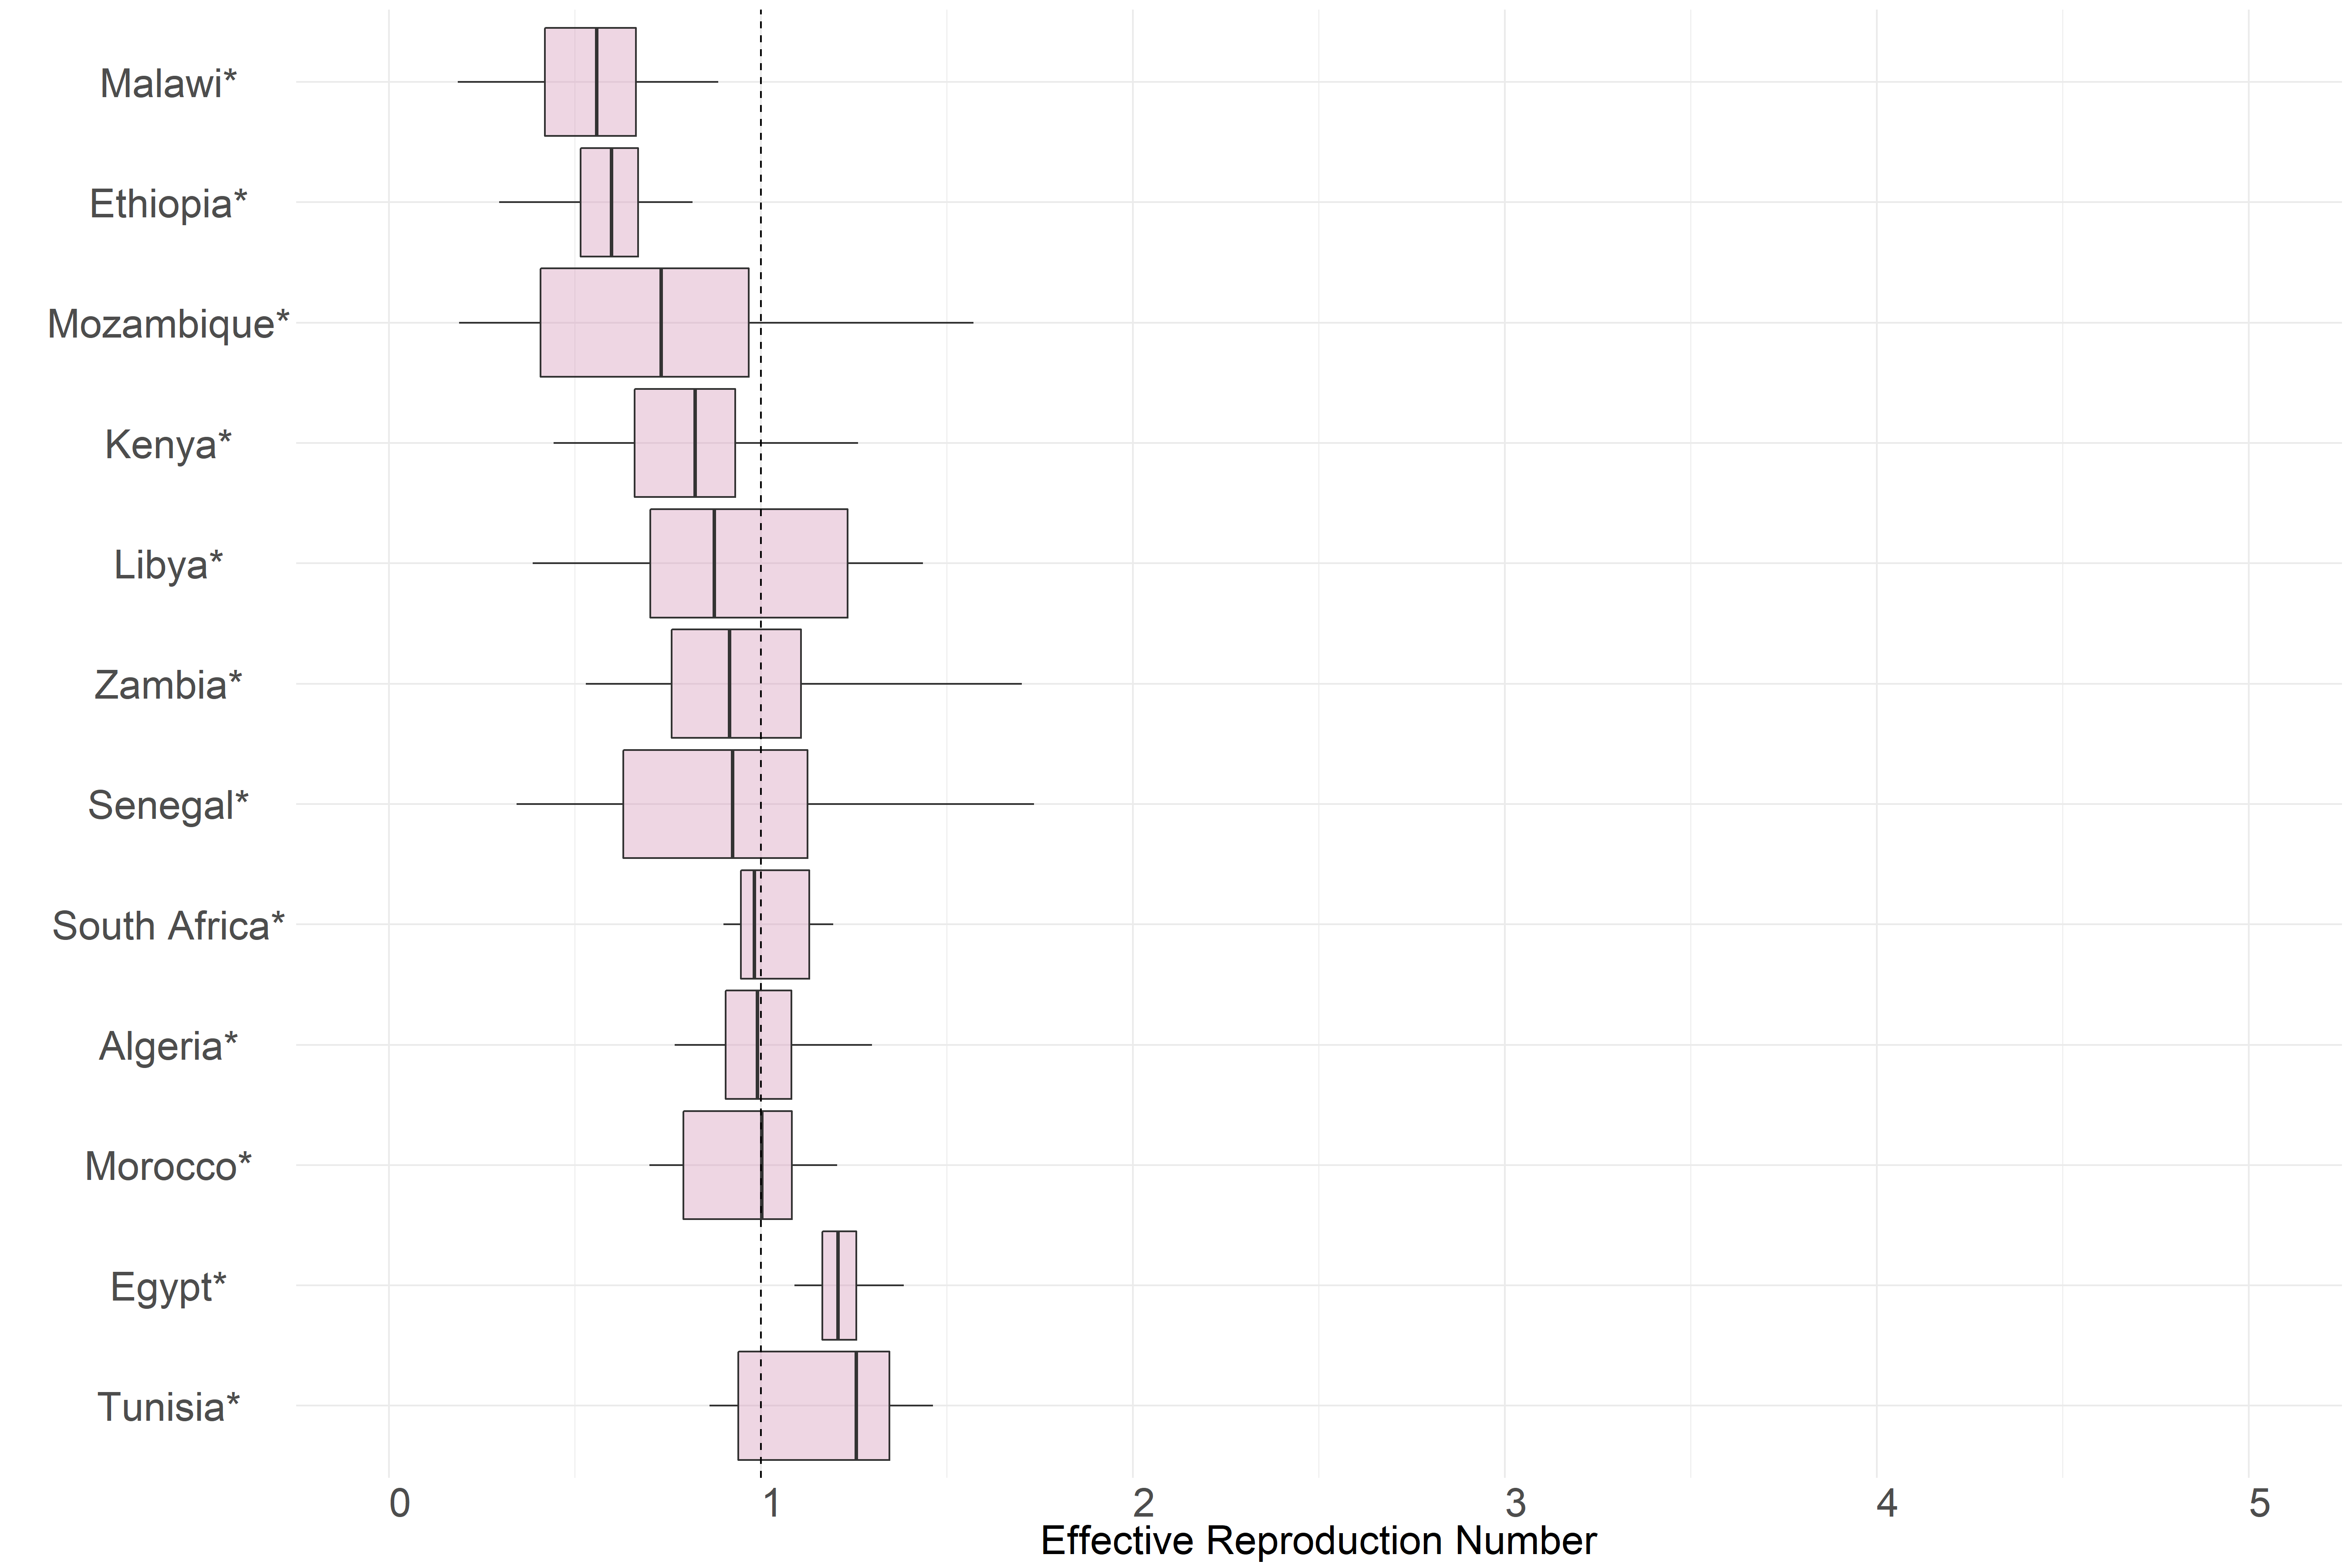 Malawi*
Ethiopia*
Mozambique*
Kenya*
Libya*
Zambia*
Senegal*
South Africa*
Algeria*
Morocco*
Egypt*
Tunisia*
0 1 2 3 4 5
Effective Reproduction Number